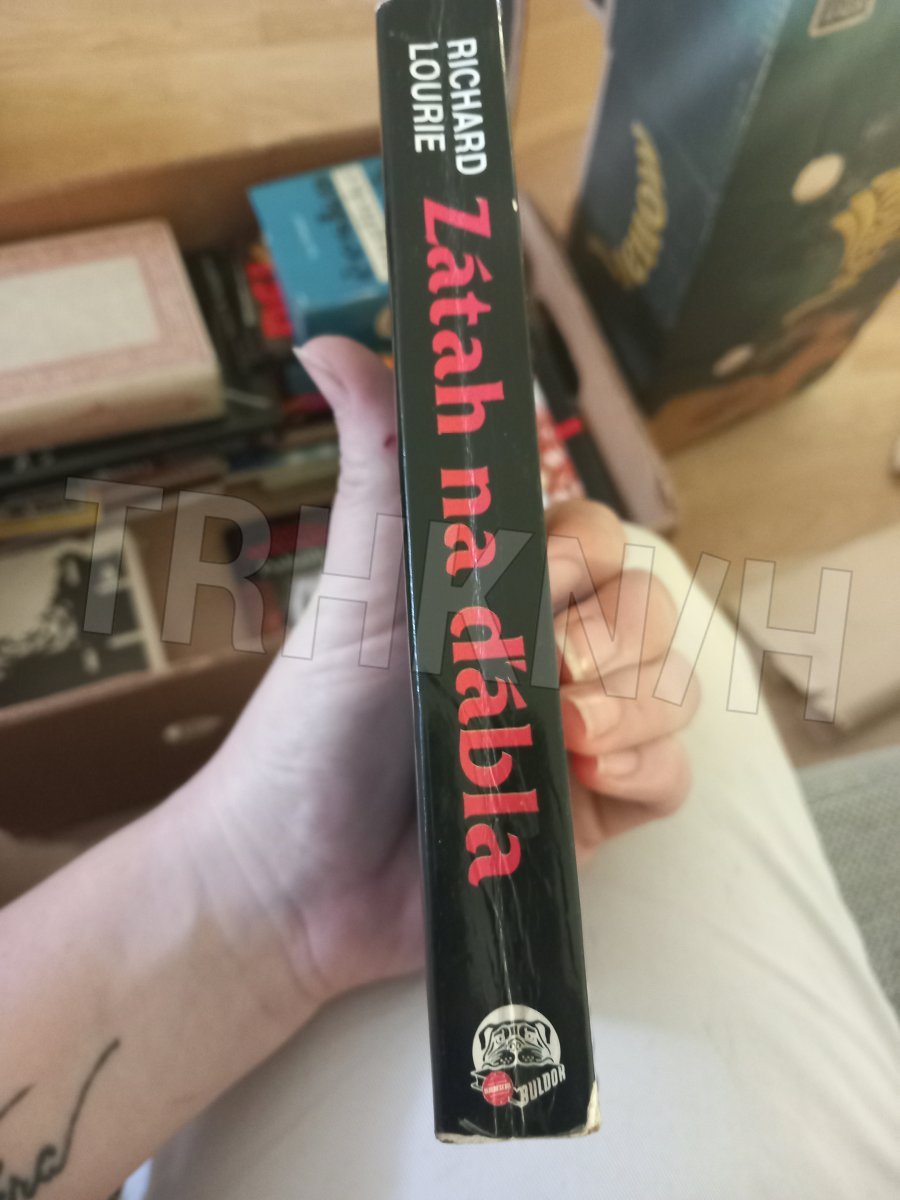 RICHARD
LOURIE
Zátah na ďábla
BULDOK
TRHKNIH